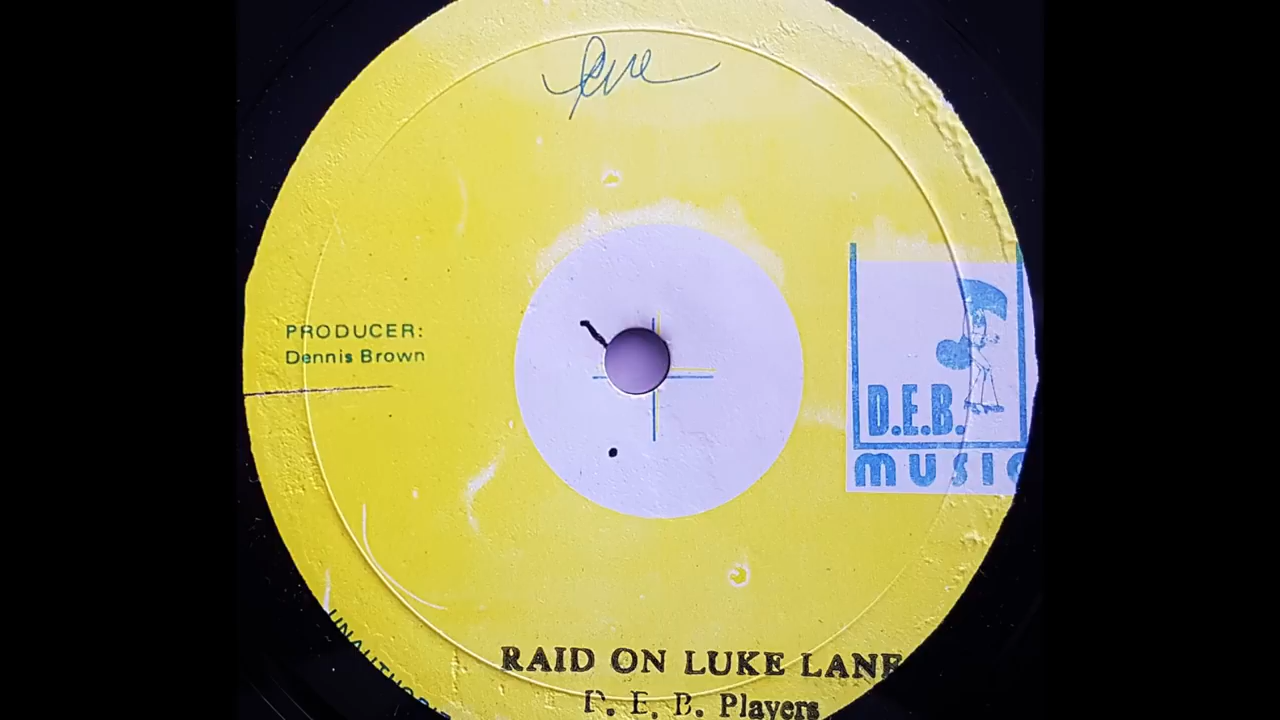 PRODUCER:
Dennis Brown
D.E.B.
MUSIC
RAID ON LUKE LANE
D. E. B. Players